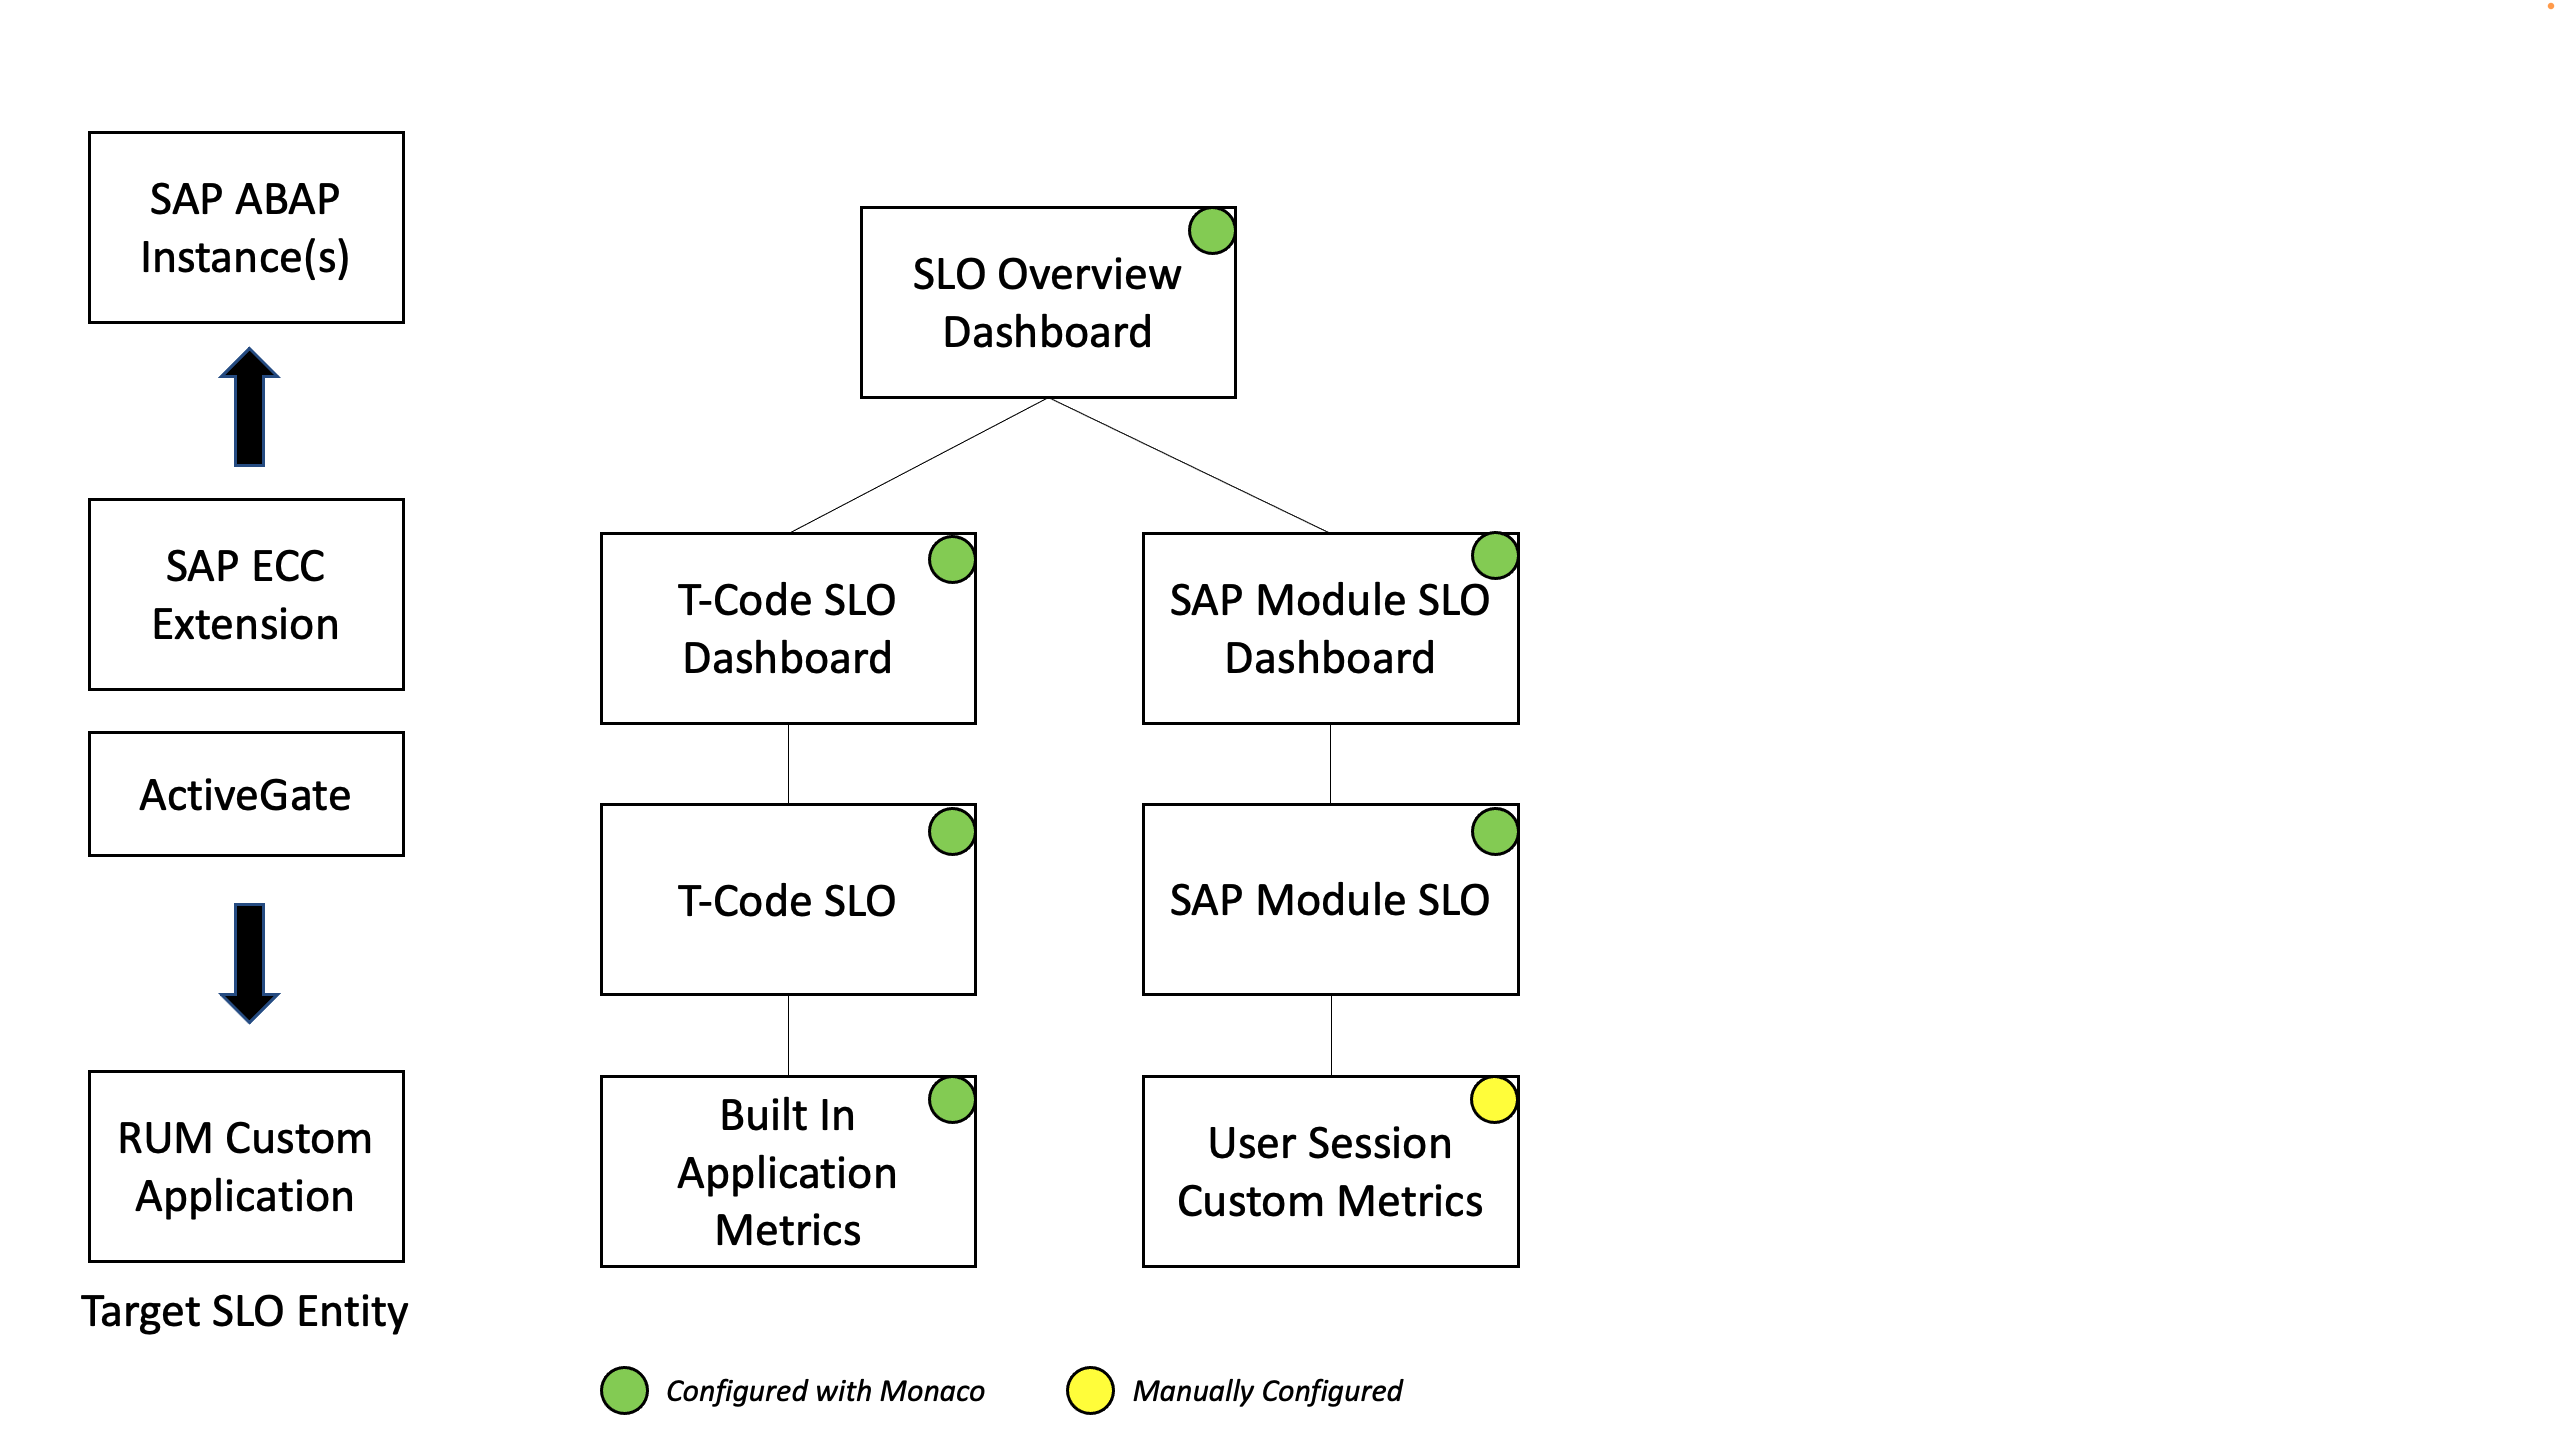 SAP ABAP
Instance(s)
SAP ECC
Extension
ActiveGate
RUM Custom
Application
Target SLO Entity
SLO Overview
Dashboard
T-Code SLO
Dashboard
SAP Module SLO
Dashboard
T-Code SLO
SAP Module SLO
Built In
Application
Metrics
User Session
Custom Metrics
Configured with Monaco
Manually Configured